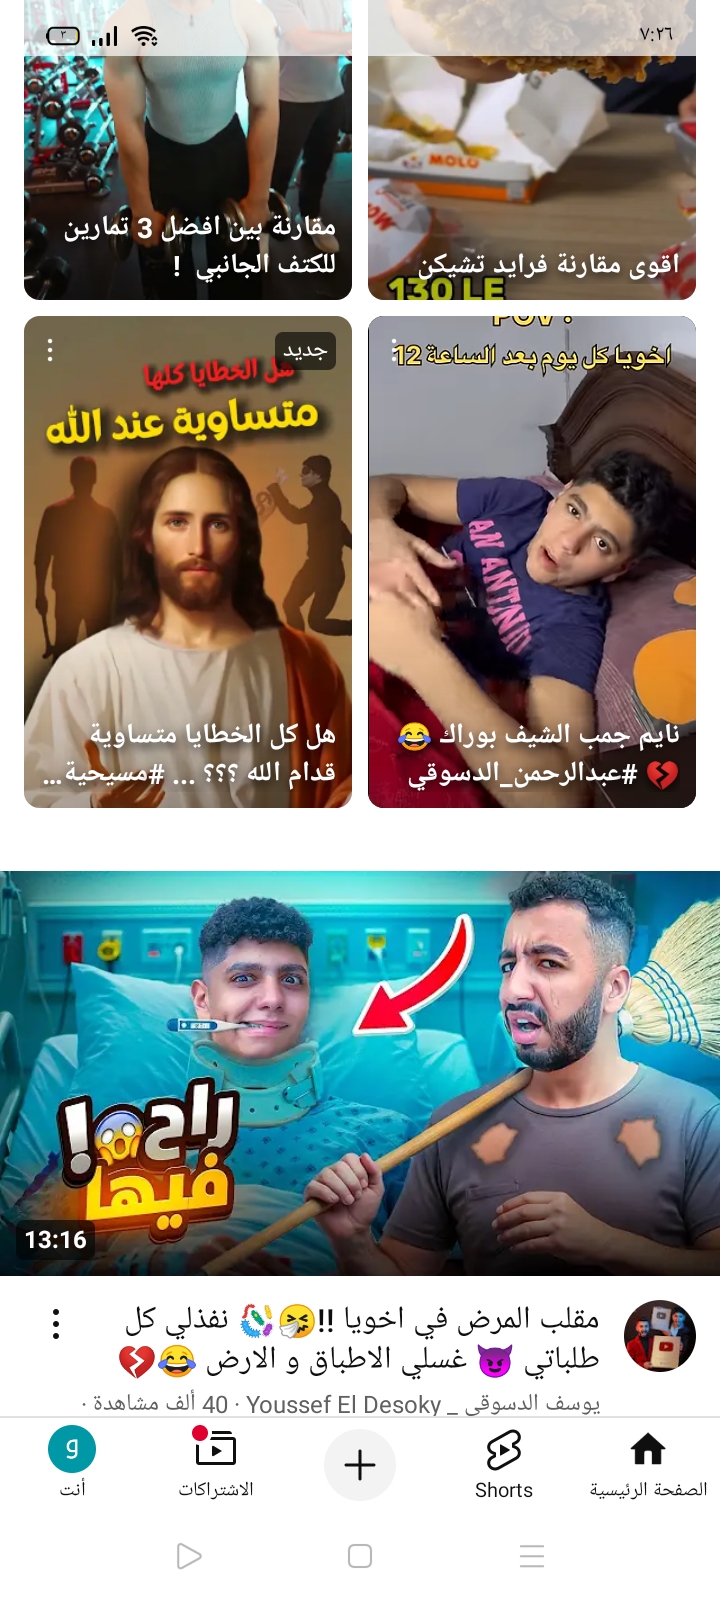 ٧:٢٦
٣
MOLO
اقوى مقارنة فرايد تشيكن
130 LE
مقارنة بين افضل 3 تمارين
للكتف الجانبي !
POV :
اخويا كل يوم بعد الساعة 12
AN ANTNIO
نايم جمب الشيف بوراك 😂
💔 #عبدالرحمن_الدسوقي
جديد
هل الخطايا كلها
متساوية عند الله
هل كل الخطايا متساوية
قدام الله ؟؟؟ ... #مسيحية...
راح😱!
فيها
13:16
مقلب المرض في اخويا !!🤧🦠 نفذلي كل
طلباتي 😈 غسلي الاطباق و الارض 😂💔
يوسف الدسوقي _ Youssef El Desoky · 40 ألف مشاهدة ·
الصفحة الرئيسية
Shorts
الاشتراكات
و
أنت